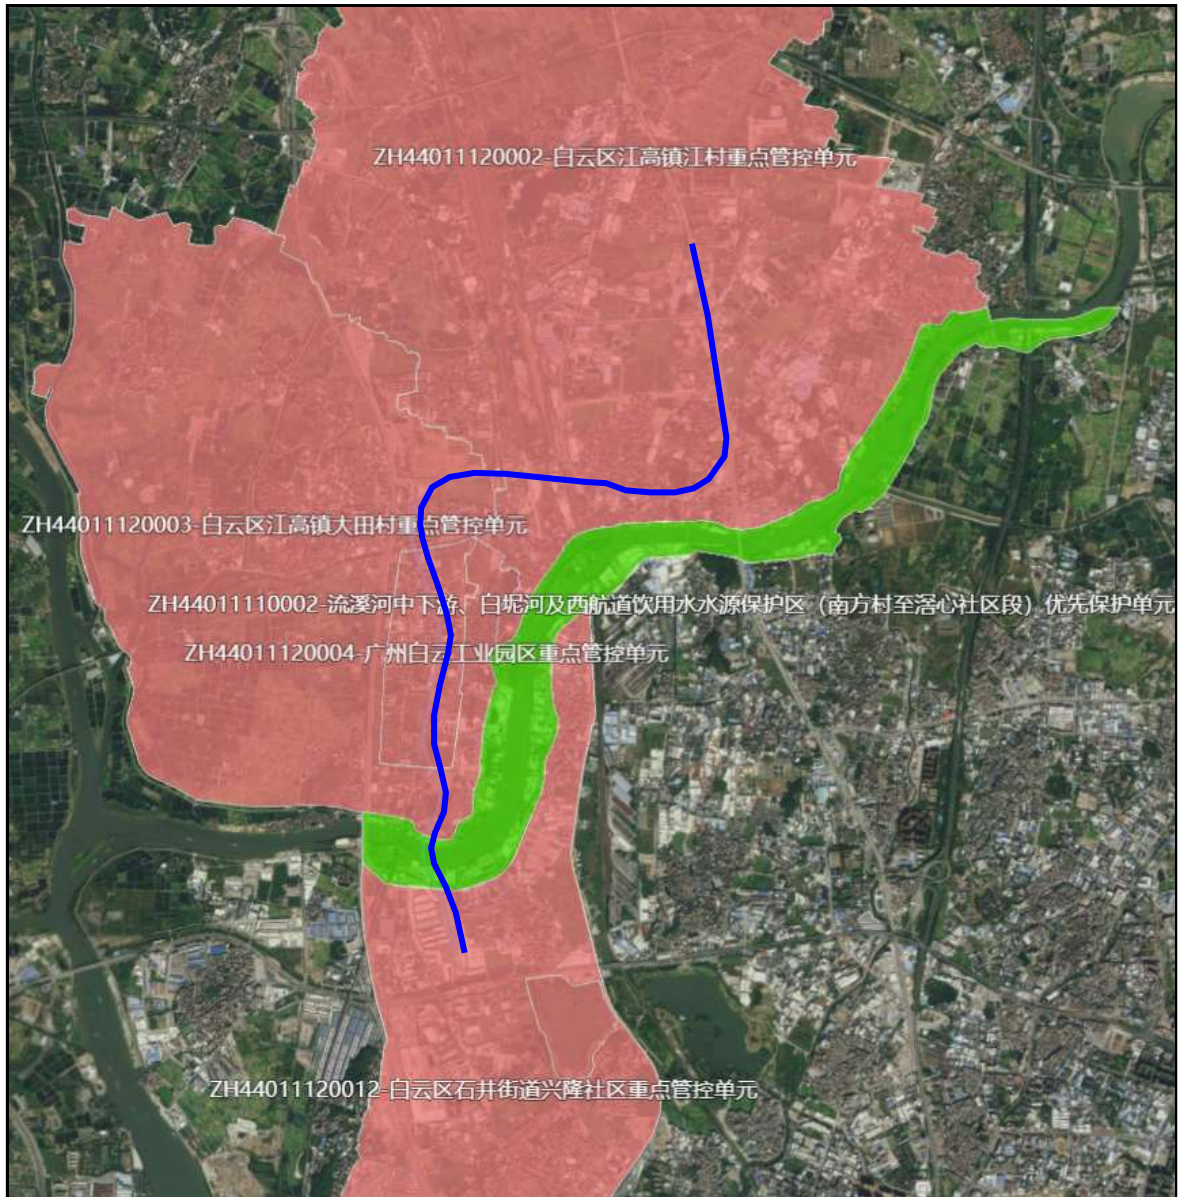 ZH44011120002-白云区江高镇江村重点管控单元
ZH44011120003-白云区江高镇大田村重点管控单元
ZH44011110002-流溪河中下游、白坭河及西航道饮用水水源保护区（南方村至滘心社区段）优先保护单元
ZH44011120004-广州白云工业园区重点管控单元
ZH44011120012-白云区石井街道兴隆社区重点管控单元